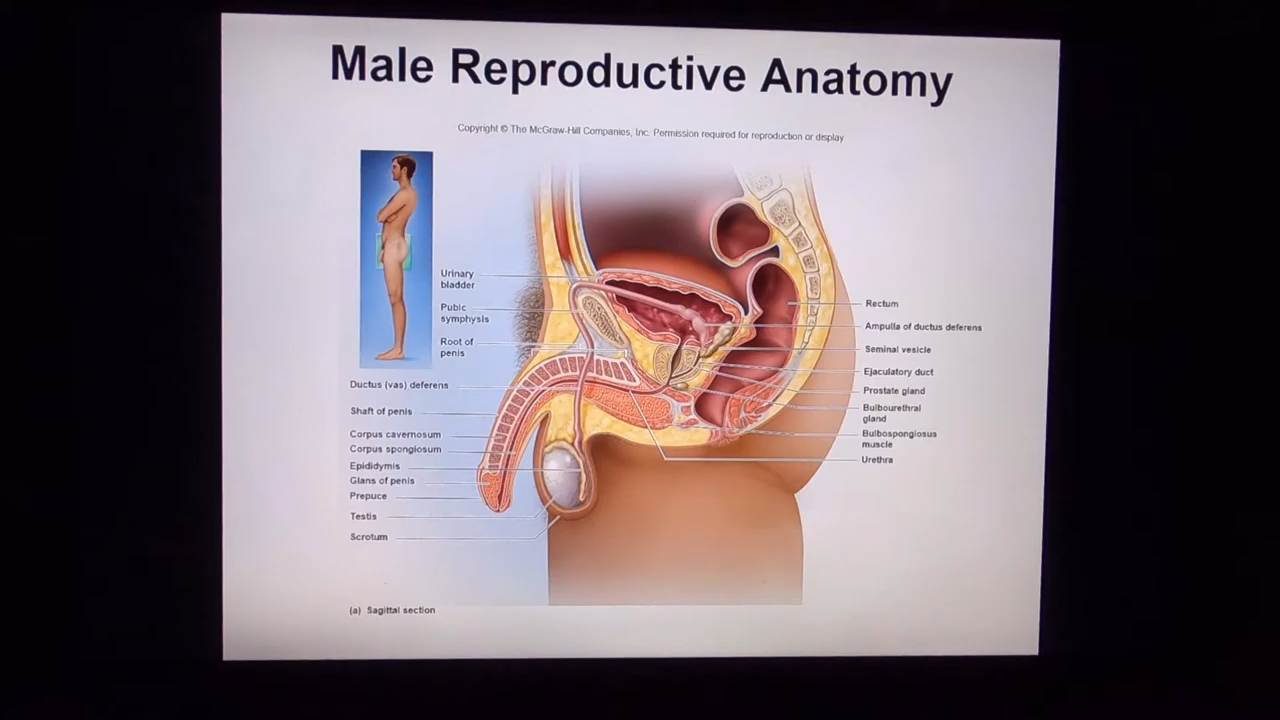 Male Reproductive Anatomy
Copyright © The McGraw-Hill Companies, Inc. Permission required for reproduction or display
Urinary
bladder
Pubic
symphysis
Root of
penis
Ductus (vas) deferens
Shaft of penis
Corpus cavernosum
Corpus spongiosum
Epididymis
Glans of penis
Prepuce
Testis
Scrotum
Rectum
Ampulla of ductus deferens
Seminal vesicle
Ejaculatory duct
Prostate gland
Bulbourethral
gland
Bulbospongiosus
muscle
Urethra
(a) Sagittal section